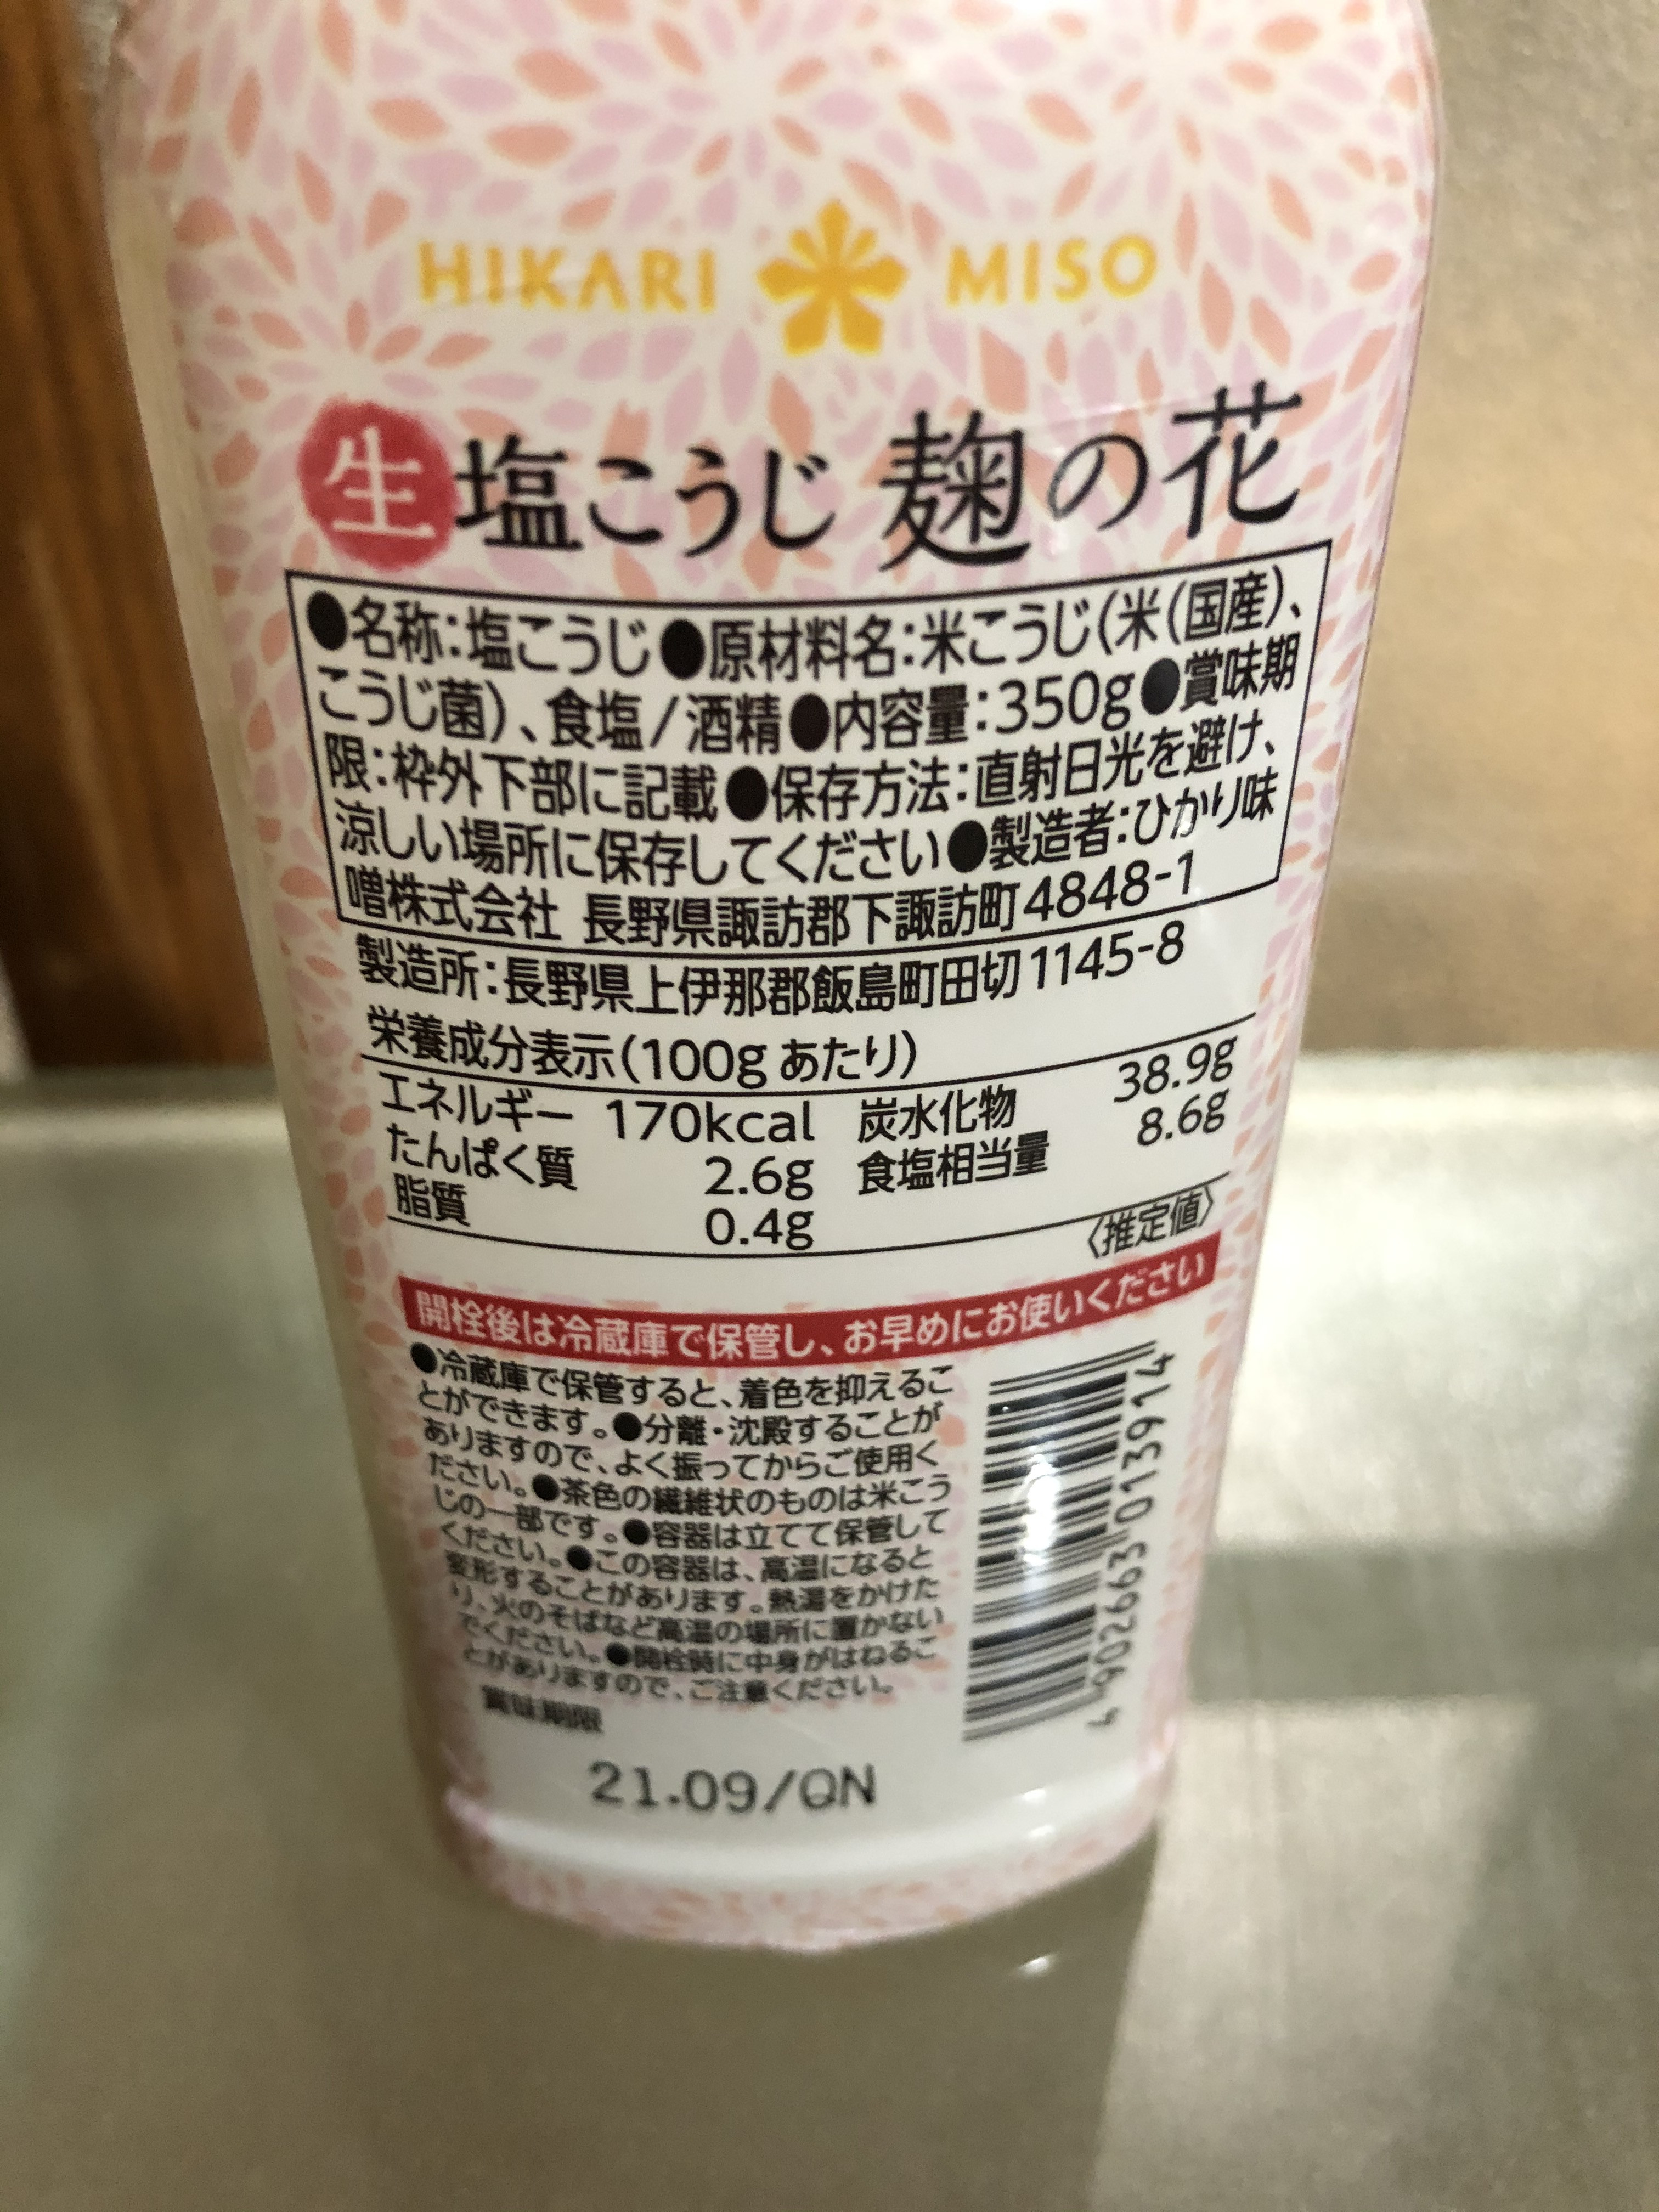 HIKARI MISO
生 塩こうじ 麹の花
●名称:塩こうじ●原材料名:米こうじ(米(国産)、
こうじ菌)、食塩/酒精●内容量:350g●賞味期
限:枠外下部に記載●保存方法:直射日光を避け、
涼しい場所に保存してください●製造者:ひかり味
噌株式会社 長野県諏訪郡下諏訪町4848-1
製造所:長野県上伊那郡飯島町田切1145-8
栄養成分表示(100gあたり)
エネルギー 170kcal 炭水化物 38.9g
たんぱく質 2.6g 食塩相当量 8.6g
脂質 0.4g
〈推定値〉
開栓後は冷蔵庫で保管し、お早めにお使いください
●冷蔵庫で保管すると、着色を抑えるこ
とができます。●分離・沈殿することが
ありますので、よく振ってからご使用く
ださい。●茶色の繊維状のものは米こう
じの一部です。●容器は立てて保管して
ください。●この容器は、高温になると
変形することがあります。熱湯をかけた
り、火のそばなど高温の場所に置かない
でください。●開栓時に中身がはねるこ
とがありますので、ご注意ください。
賞味期限
21.09/QN
4 902663 013914